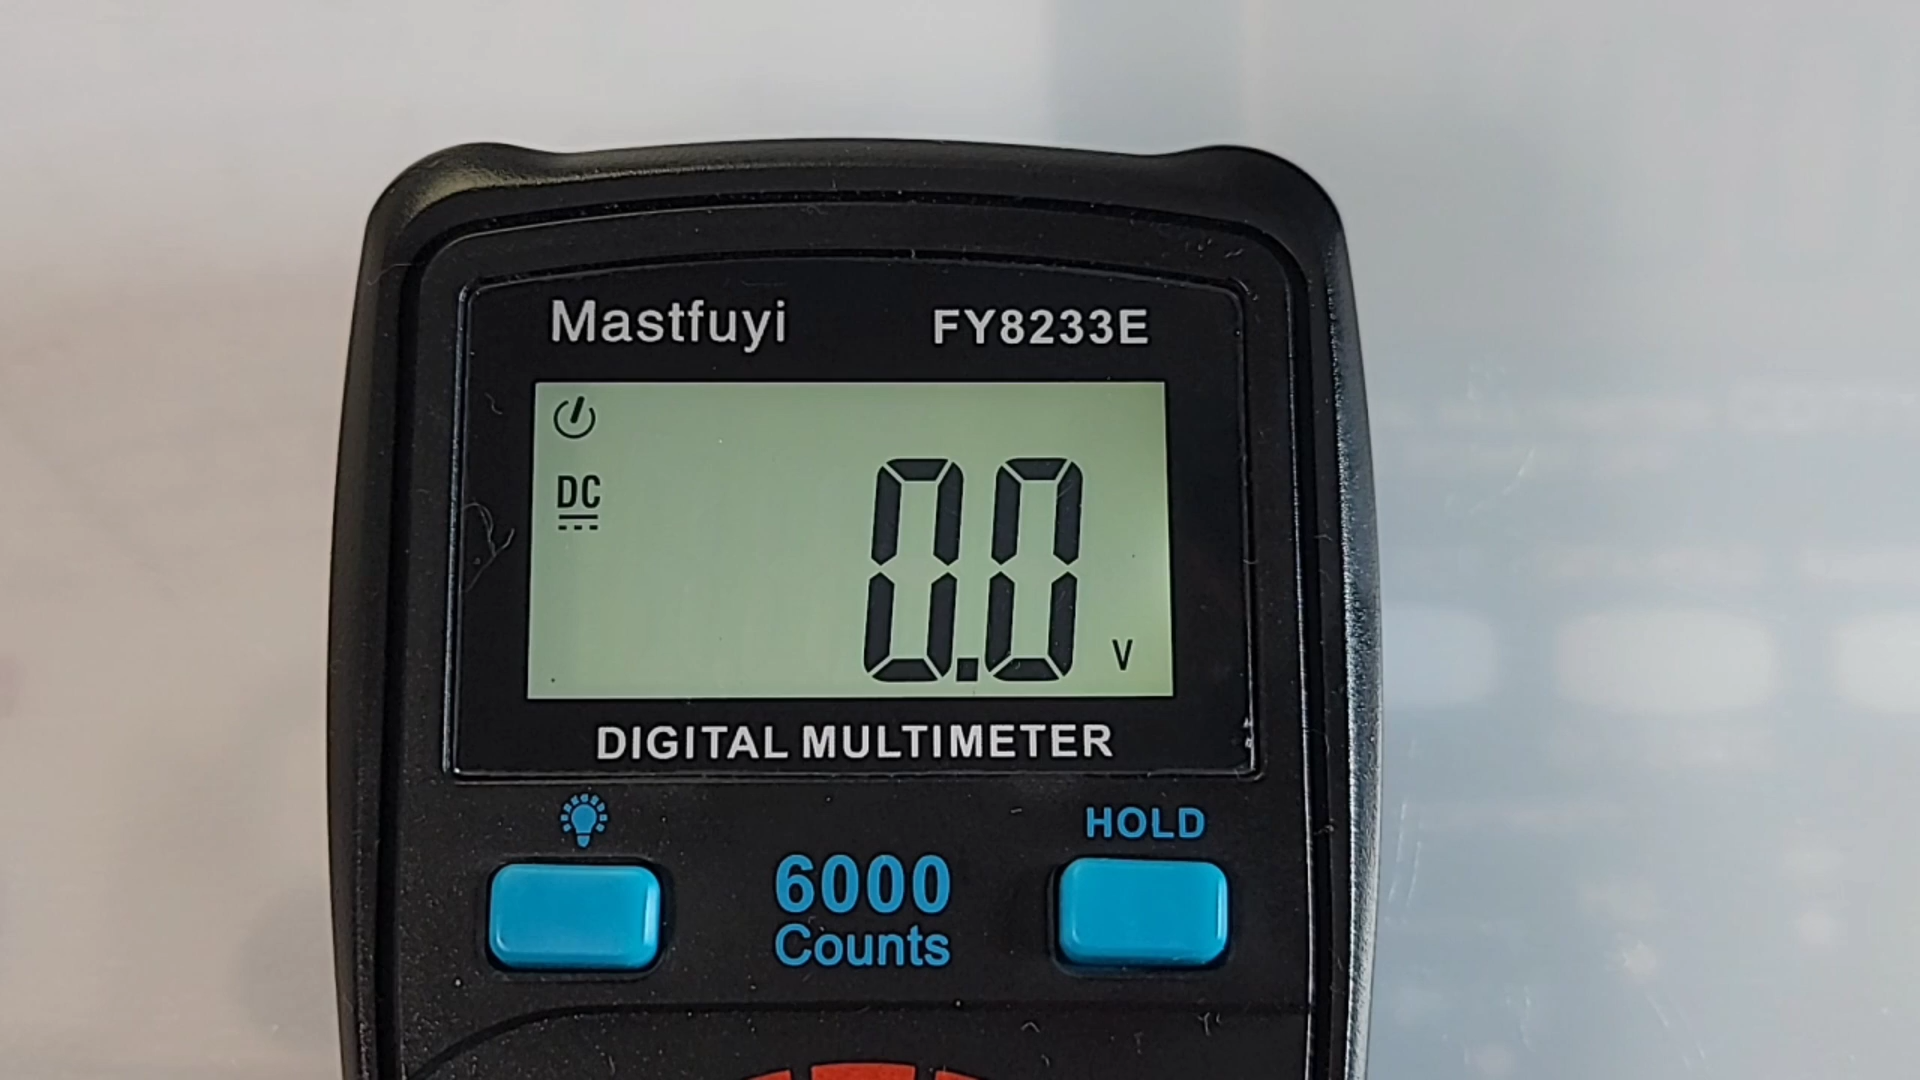 Mastfuyi FY8233E
DC
0.0 V
DIGITAL MULTIMETER
HOLD
6000
Counts